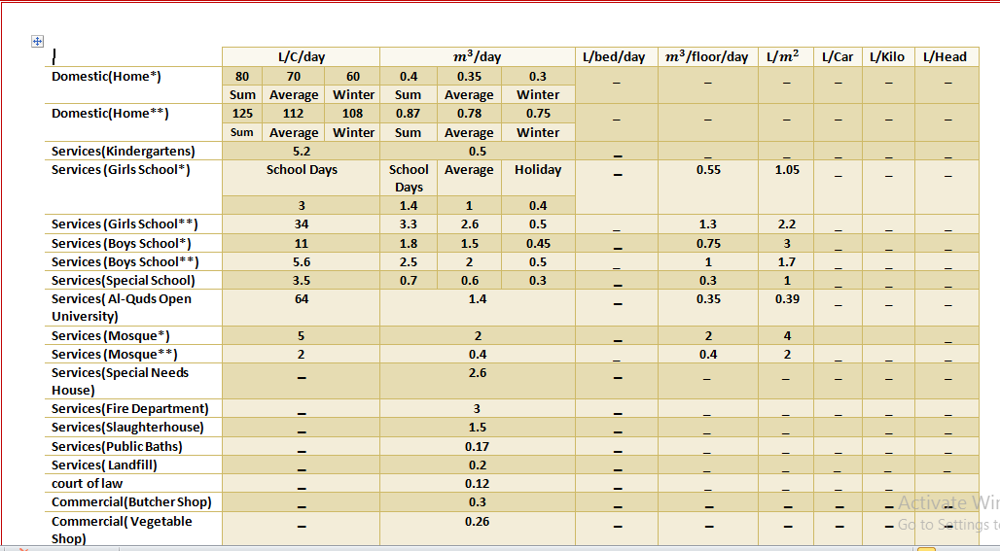 L/C/day m³/day L/bed/day m³/floor/day L/m² L/Car L/Kilo L/Head
Domestic(Home*) 80 70 60 0.4 0.35 0.3 _ _ _ _ _ _
Sum Average Winter Sum Average Winter
Domestic(Home**) 125 112 108 0.87 0.78 0.75 _ _ _ _ _ _
Sum Average Winter Sum Average Winter
Services(Kindergartens) 5.2 0.5 _ _ _ _ _ _
Services (Girls School*) School Days School Average Holiday _ 0.55 1.05 _ _ _
Days
3 1.4 1 0.4
Services (Girls School**) 34 3.3 2.6 0.5 _ 1.3 2.2 _ _ _
Services (Boys School*) 11 1.8 1.5 0.45 _ 0.75 3 _ _ _
Services (Boys School**) 5.6 2.5 2 0.5 _ 1 1.7 _ _ _
Services(Special School) 3.5 0.7 0.6 0.3 _ 0.3 1 _ _ _
Services( Al-Quds Open 64 1.4 _ 0.35 0.39 _ _ _
University)
Services (Mosque*) 5 2 _ 2 4 _
Services (Mosque**) 2 0.4 _ 0.4 2 _ _ _
Services(Special Needs _ 2.6 _ _ _ _ _ _
House)
Services(Fire Department) _ 3 _ _ _ _ _ _
Services(Slaughterhouse) _ 1.5 _ _ _ _ _ _
Services(Public Baths) _ 0.17 _ _ _ _ _ _
Services( Landfill) _ 0.2 _ _ _ _ _ _
court of law _ 0.12 _ _ _ _ _ _
Commercial(Butcher Shop) _ 0.3 _ _ _ _ _ _
Activate Wi
Commercial( Vegetable _ 0.26 _ _ _ _ _ _
Go to Settings t
Shop)